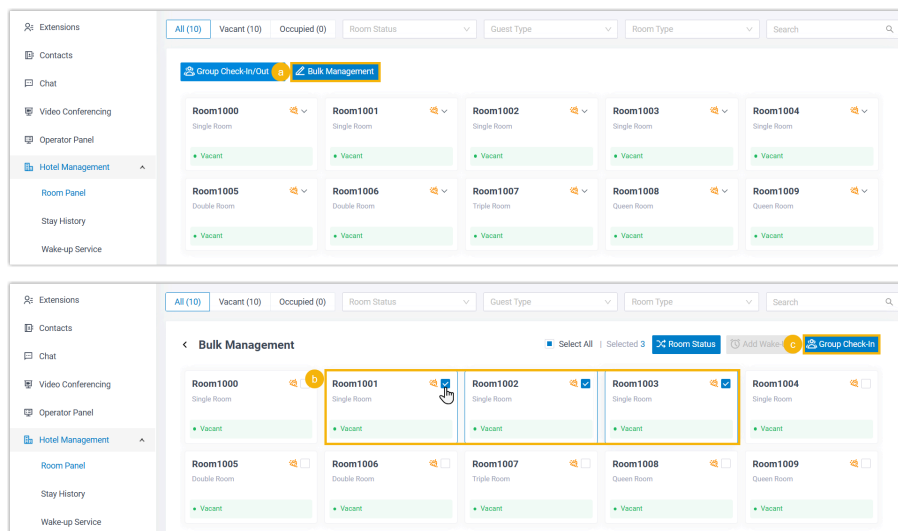 Extensions
Contacts
Chat
Video Conferencing
Operator Panel
Hotel Management
Room Panel
Stay History
Wake-up Service
All (10) Vacant (10) Occupied (0) Room Status Guest Type Room Type Search
Group Check-In/Out a Bulk Management
Room1000 Room1001 Room1002 Room1003 Room1004
Single Room Single Room Single Room Single Room Single Room
Vacant Vacant Vacant Vacant Vacant
Room1005 Room1006 Room1007 Room1008 Room1009
Double Room Double Room Triple Room Queen Room Queen Room
Vacant Vacant Vacant Vacant Vacant
Extensions
Contacts
Chat
Video Conferencing
Operator Panel
Hotel Management
Room Panel
Stay History
Wake-up Service
All (10) Vacant (10) Occupied (0) Room Status Guest Type Room Type Search
Bulk Management Select All | Selected 3 Room Status Add Wake- c Group Check-In
b
Room1000 Room1001 Room1002 Room1003 Room1004
Single Room Single Room Single Room Single Room Single Room
Vacant Vacant Vacant Vacant Vacant
Room1005 Room1006 Room1007 Room1008 Room1009
Double Room Double Room Triple Room Queen Room Queen Room
Vacant Vacant Vacant Vacant Vacant